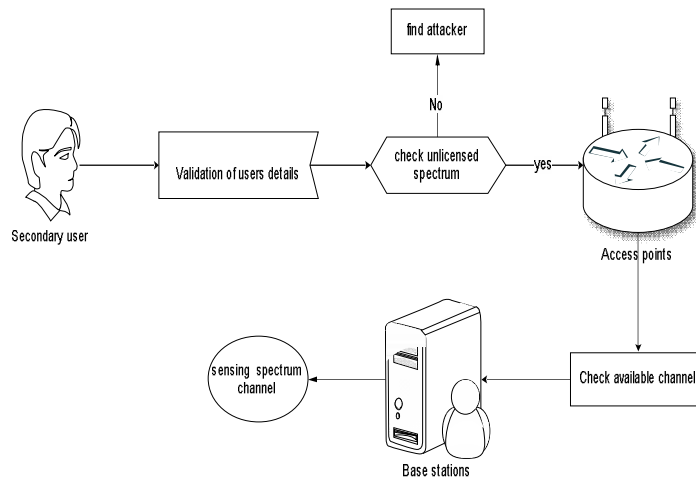 find attacker
No
Validation of users details
check unlicensed
spectrum
yes
Secondary user
Access points
sensing spectrum
channel
Check available channel
Base stations